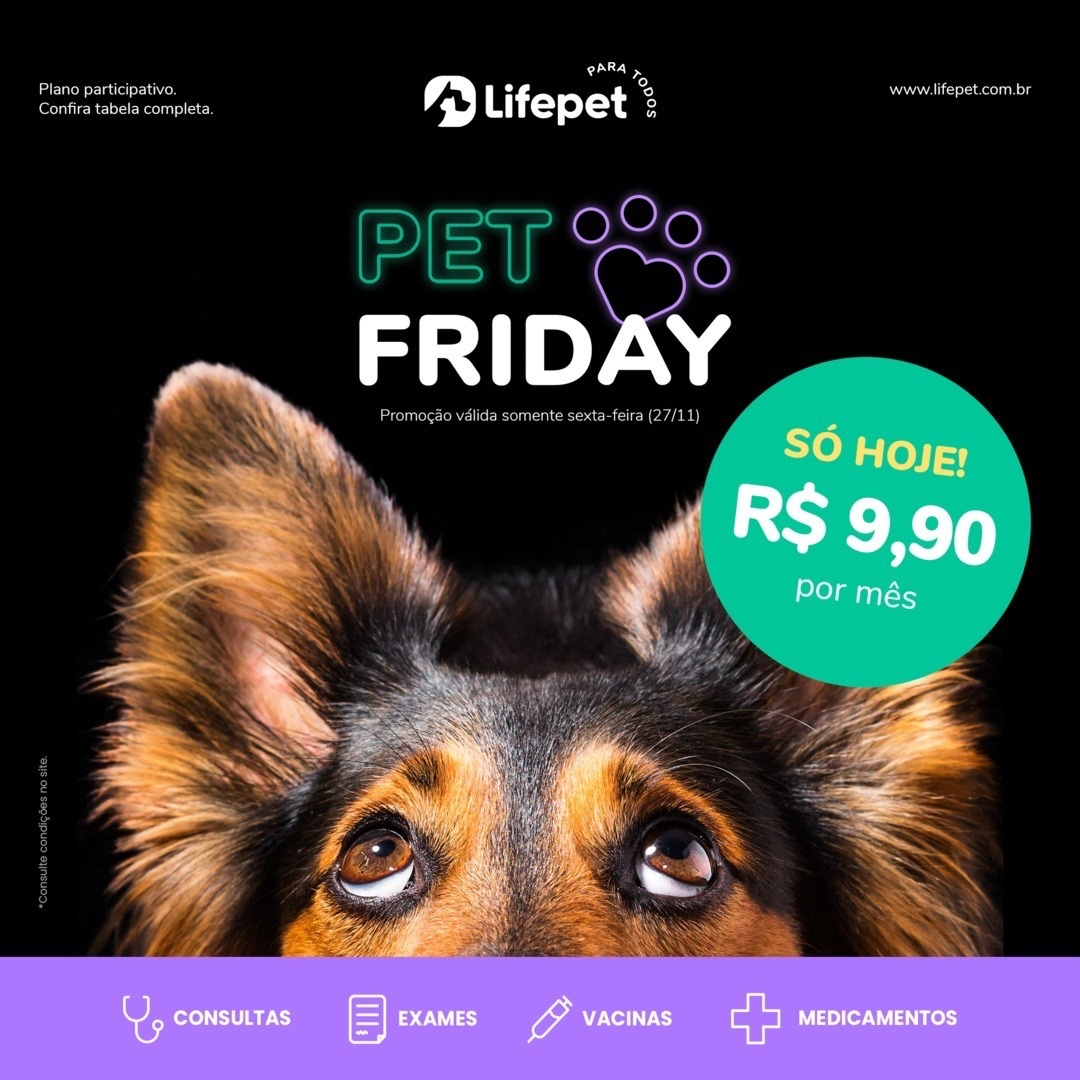 Plano participativo.
Confira tabela completa.
Lifepet
PARA TODOS
www.lifepet.com.br
PET
FRIDAY
Promoção válida somente sexta-feira (27/11)
SÓ HOJE!
R$ 9,90
por mês
*Consulte condições no site.
CONSULTAS
EXAMES
VACINAS
MEDICAMENTOS